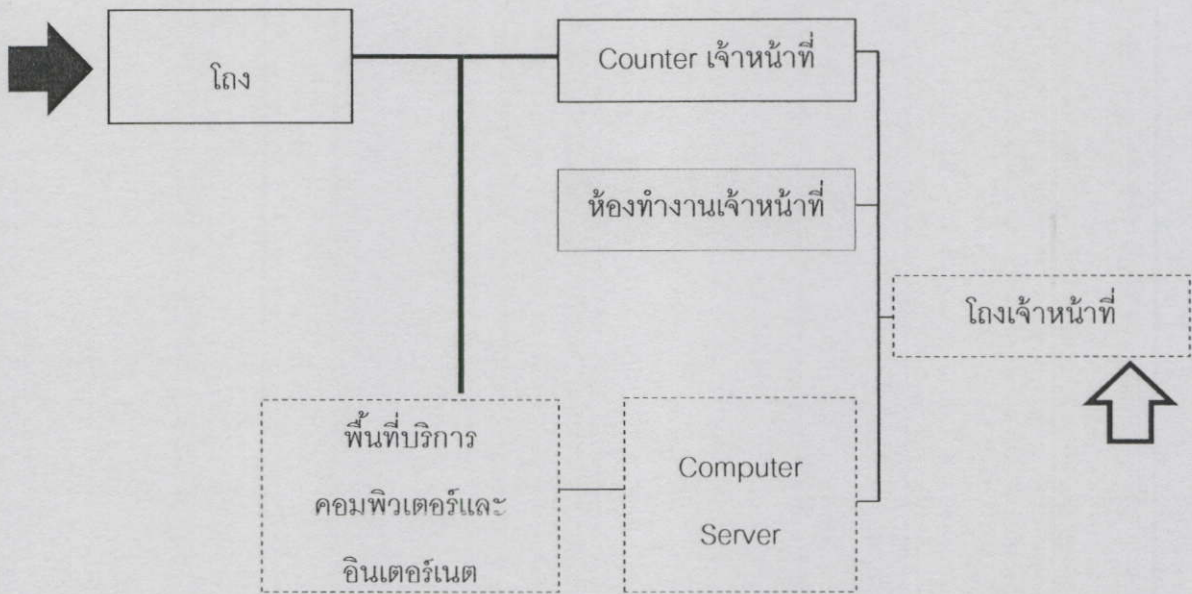 โถง
Counter เจ้าหน้าที่
ห้องทำงานเจ้าหน้าที่
โถงเจ้าหน้าที่
พื้นที่บริการ
คอมพิวเตอร์และ
อินเตอร์เนต
Computer
Server